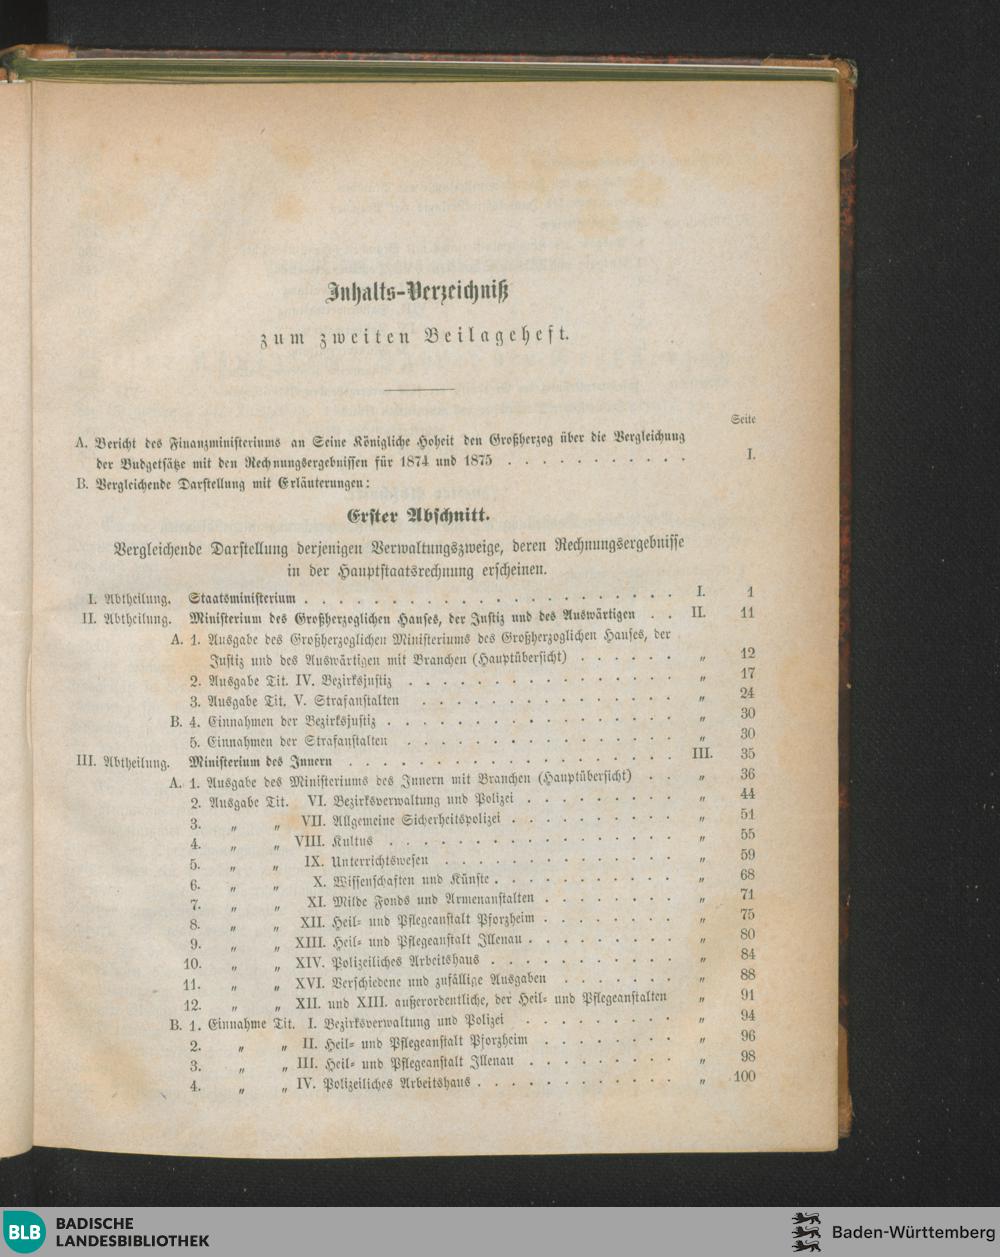 Inhalts-Verzeichniß
zum zweiten Beilageheft.
Seite
A. Bericht des Finanzministeriums an Seine Königliche Hoheit den Großherzog über die Vergleichung
der Budgetsätze mit den Rechnungsergebnissen für 1874 und 1875 . . . . . . . . . . . I.
B. Vergleichende Darstellung mit Erläuterungen:
Erster Abschnitt.
Vergleichende Darstellung derjenigen Verwaltungszweige, deren Rechnungsergebnisse
in der Hauptstaatsrechnung erscheinen.
I. Abtheilung. Staatsministerium . . . . . . . . . . . . . . . . . . . . I. 1
II. Abtheilung. Ministerium des Großherzoglichen Hauses, der Justiz und des Auswärtigen . . II. 11
A. 1. Ausgabe des Großherzoglichen Ministeriums des Großherzoglichen Hauses, der
Justiz und des Auswärtigen mit Branchen (Hauptübersicht) . . . . . . „ 12
2. Ausgabe Tit. IV. Bezirksjustiz . . . . . . . . . . . . . . . . „ 17
3. Ausgabe Tit. V. Strafanstalten . . . . . . . . . . . . . . . „ 24
B. 4. Einnahmen der Bezirksjustiz . . . . . . . . . . . . . . . . . „ 30
5. Einnahmen der Strafanstalten . . . . . . . . . . . . . . . . „ 30
III. Abtheilung. Ministerium des Innern . . . . . . . . . . . . . . . . . . III. 35
A. 1. Ausgabe des Ministeriums des Innern mit Branchen (Hauptübersicht) . . „ 36
2. Ausgabe Tit. VI. Bezirksverwaltung und Polizei . . . . . . . . . „ 44
3. „ „ VII. Allgemeine Sicherheitspolizei . . . . . . . . . . „ 51
4. „ „ VIII. Kultus . . . . . . . . . . . . . . . . . „ 55
5. „ „ IX. Unterrichtswesen . . . . . . . . . . . . . . „ 59
6. „ „ X. Wissenschaften und Künste . . . . . . . . . . . „ 68
7. „ „ XI. Milde Fonds und Armenanstalten . . . . . . . . „ 71
8. „ „ XII. Heil- und Pflegeanstalt Pforzheim . . . . . . . . „ 75
9. „ „ XIII. Heil- und Pflegeanstalt Illenau . . . . . . . . . „ 80
10. „ „ XIV. Polizeiliches Arbeitshaus . . . . . . . . . . . „ 84
11. „ „ XVI. Verschiedene und zufällige Ausgaben . . . . . . . „ 88
12. „ „ XII. und XIII. außerordentliche, der Heil- und Pflegeanstalten „ 91
B. 1. Einnahme Tit. I. Bezirksverwaltung und Polizei . . . . . . . . . „ 94
2. „ „ II. Heil- und Pflegeanstalt Pforzheim . . . . . . . . „ 96
3. „ „ III. Heil- und Pflegeanstalt Illenau . . . . . . . . . „ 98
4. „ „ IV. Polizeiliches Arbeitshaus . . . . . . . . . . . . „ 100
BLB BADISCHE
LANDESBIBLIOTHEK
Baden-Württemberg